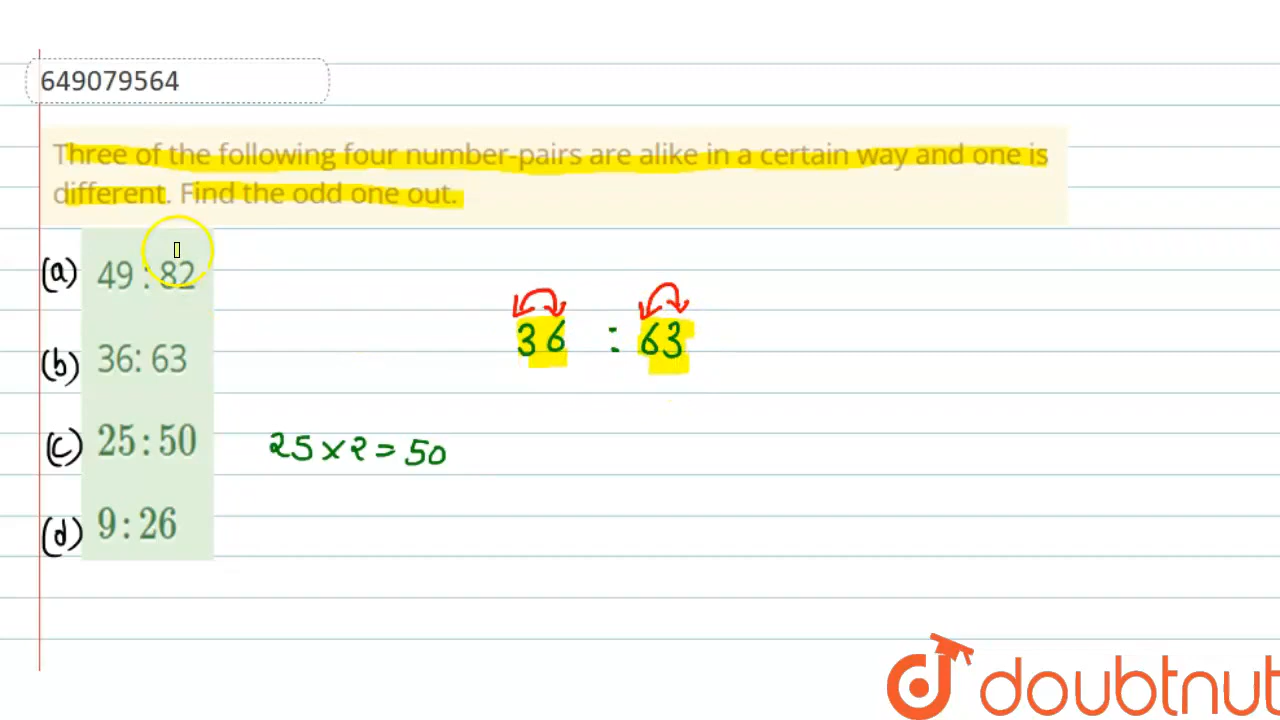 649079564
Three of the following four number-pairs are alike in a certain way and one is
different. Find the odd one out.
(a) 49 : 82
36 : 63
(b) 36: 63
(c) 25 : 50 25 x 2 = 50
(d) 9 : 26
doubtnut